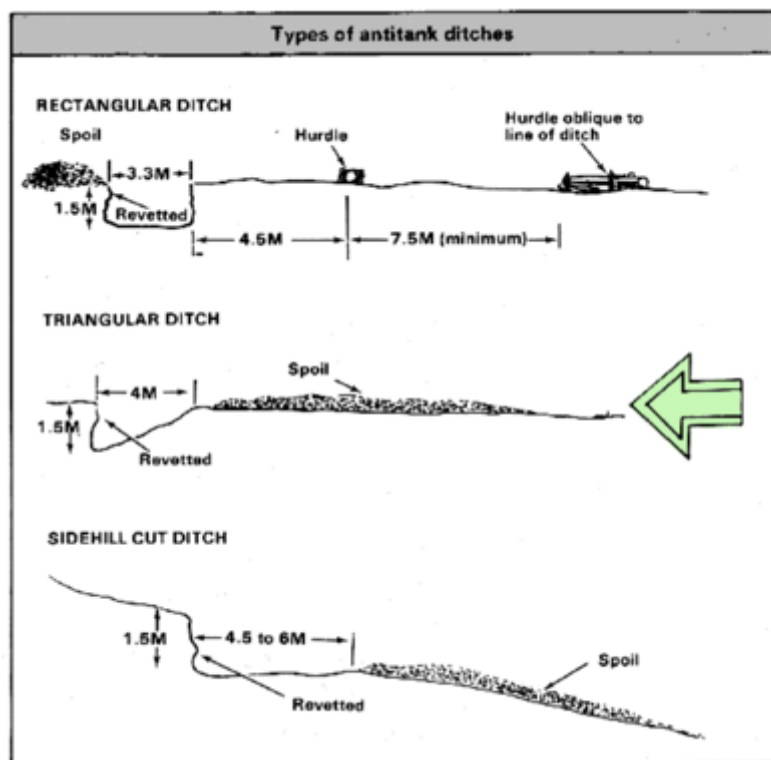 Types of antitank ditches
RECTANGULAR DITCH
Spoil
Hurdle
Hurdle oblique to
line of ditch
3.3M
1.5M
Revetted
4.5M
7.5M (minimum)
TRIANGULAR DITCH
Spoil
4M
1.5M
Revetted
SIDEHILL CUT DITCH
1.5M
4.5 to 6M
Spoil
Revetted